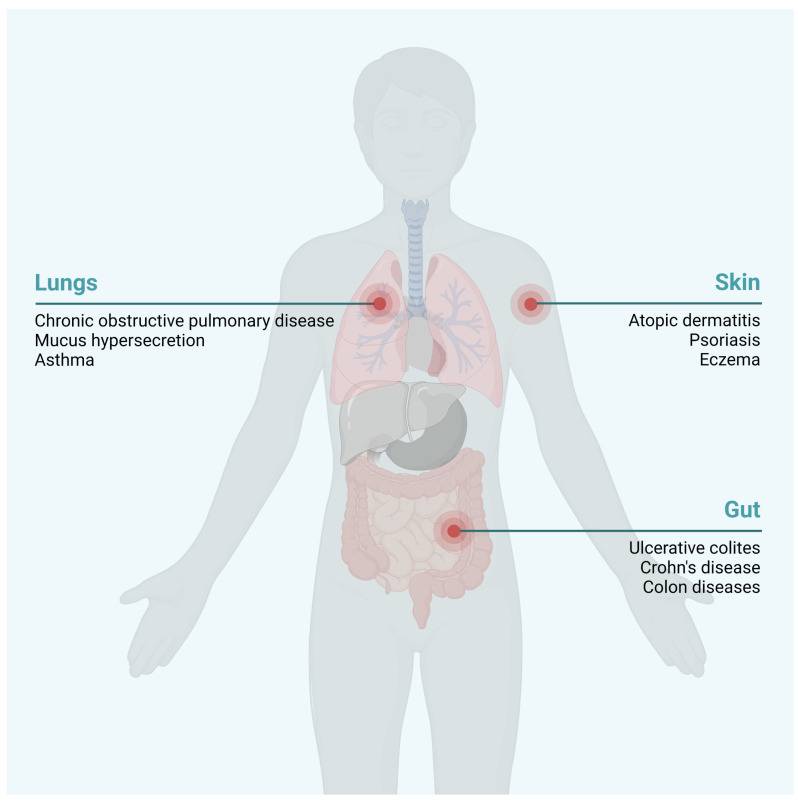 Lungs
Chronic obstructive pulmonary disease
Mucus hypersecretion
Asthma
Skin
Atopic dermatitis
Psoriasis
Eczema
Gut
Ulcerative colites
Crohn's disease
Colon diseases